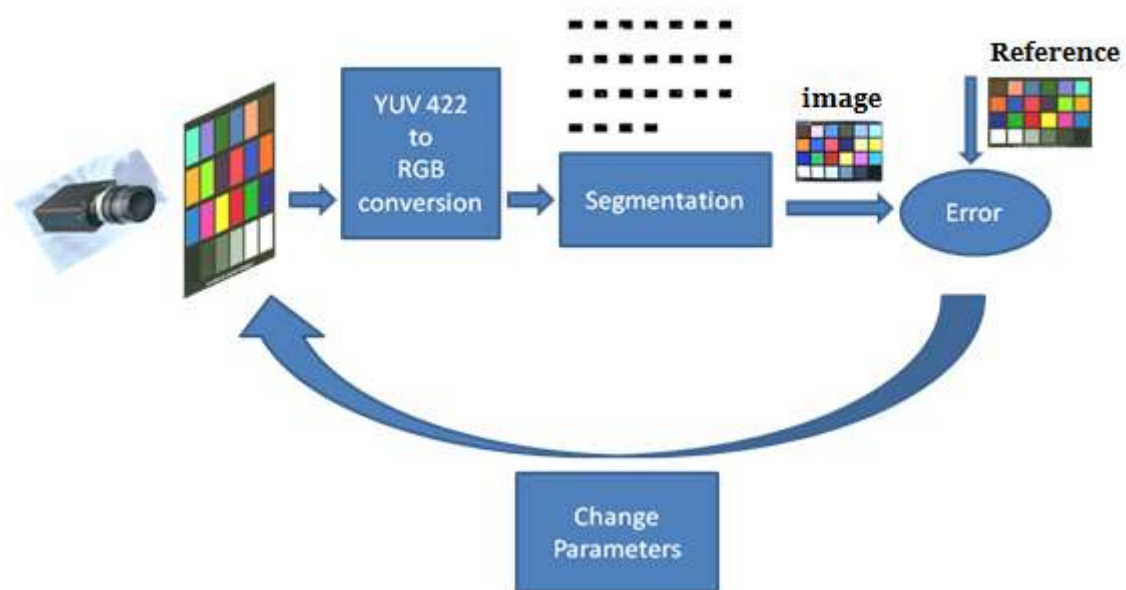 Reference
image
YUV 422
to
RGB
conversion
Segmentation
Error
Change
Parameters